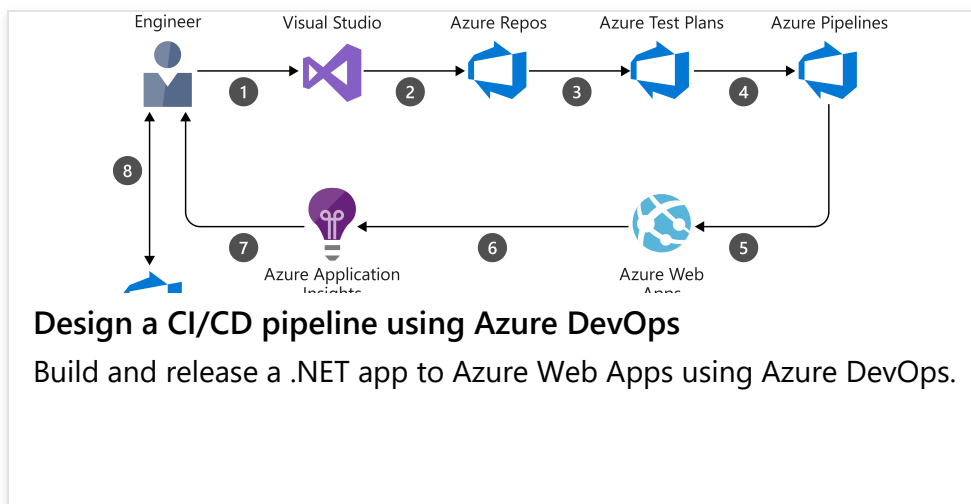 Engineer
Visual Studio
Azure Repos
Azure Test Plans
Azure Pipelines
1
2
3
4
8
7
6
5
Azure Application
Insights
Azure Web
Apps
Design a CI/CD pipeline using Azure DevOps
Build and release a .NET app to Azure Web Apps using Azure DevOps.